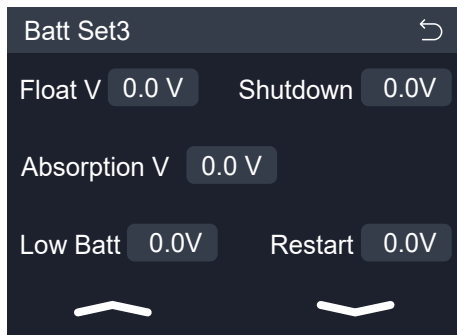 Batt Set3
Float V 0.0 V Shutdown 0.0V
Absorption V 0.0 V
Low Batt 0.0V Restart 0.0V